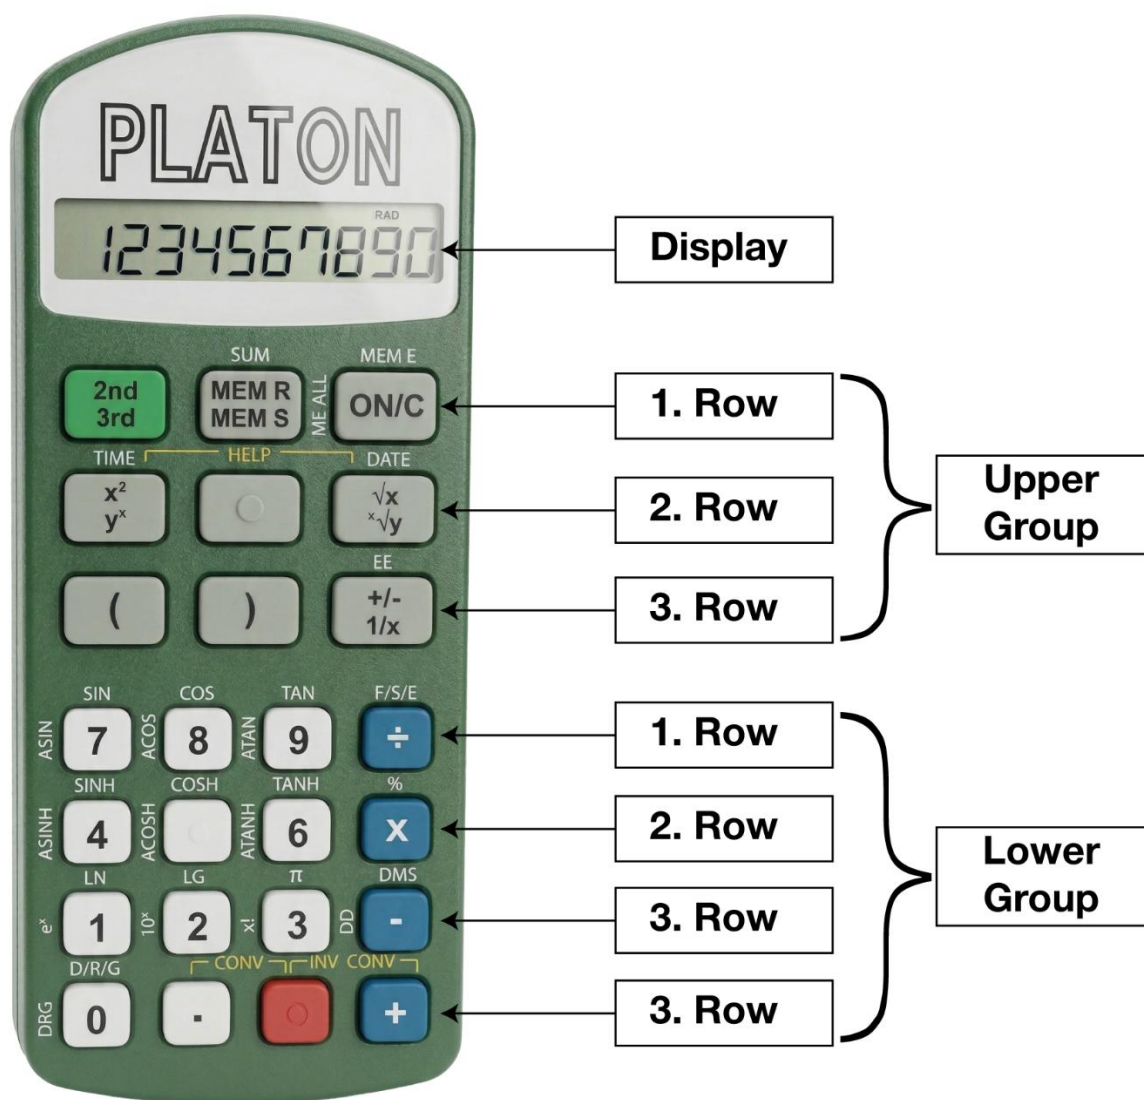 PLATON
RAD
1234567890
Display
SUM MEM E
2nd
3rd
MEM R
MEM S
ME ALL
ON/C
1. Row
TIME HELP DATE
x²
yˣ
√x
ˣ√y
2. Row
Upper
Group
EE
( )
+/-
1/x
3. Row
SIN COS TAN F/S/E
ASIN 7 ACOS 8 ATAN 9 ÷
1. Row
SINH COSH TANH %
ASINH 4 ACOSH ATANH 6 x
2. Row
Lower
Group
LN LG π DMS
eˣ 1 10ˣ 2 x! 3 DD -
3. Row
D/R/G CONV INV CONV
DRG 0 . +
3. Row